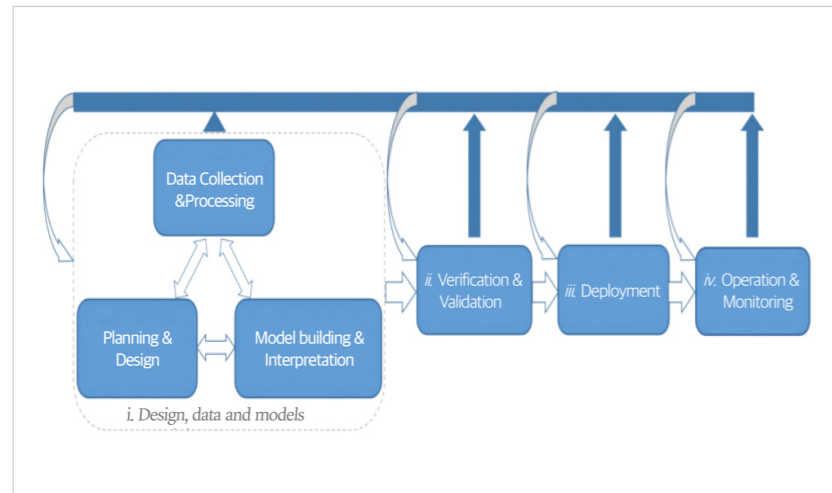 Data Collection
&Processing
Planning &
Design
Model building &
Interpretation
i. Design, data and models
ii. Verification &
Validation
iii. Deployment
iv. Operation &
Monitoring